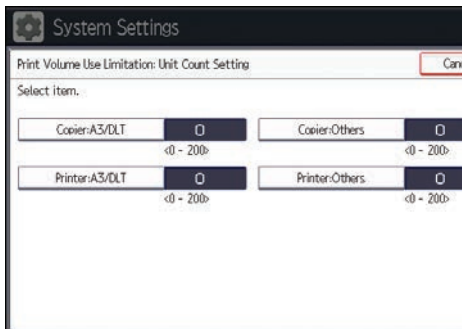 System Settings
Print Volume Use Limitation: Unit Count Setting
Select item.
Copier:A3/DLT 0 Copier:Others 0
<0 - 200> <0 - 200>
Printer:A3/DLT 0 Printer:Others 0
<0 - 200> <0 - 200>